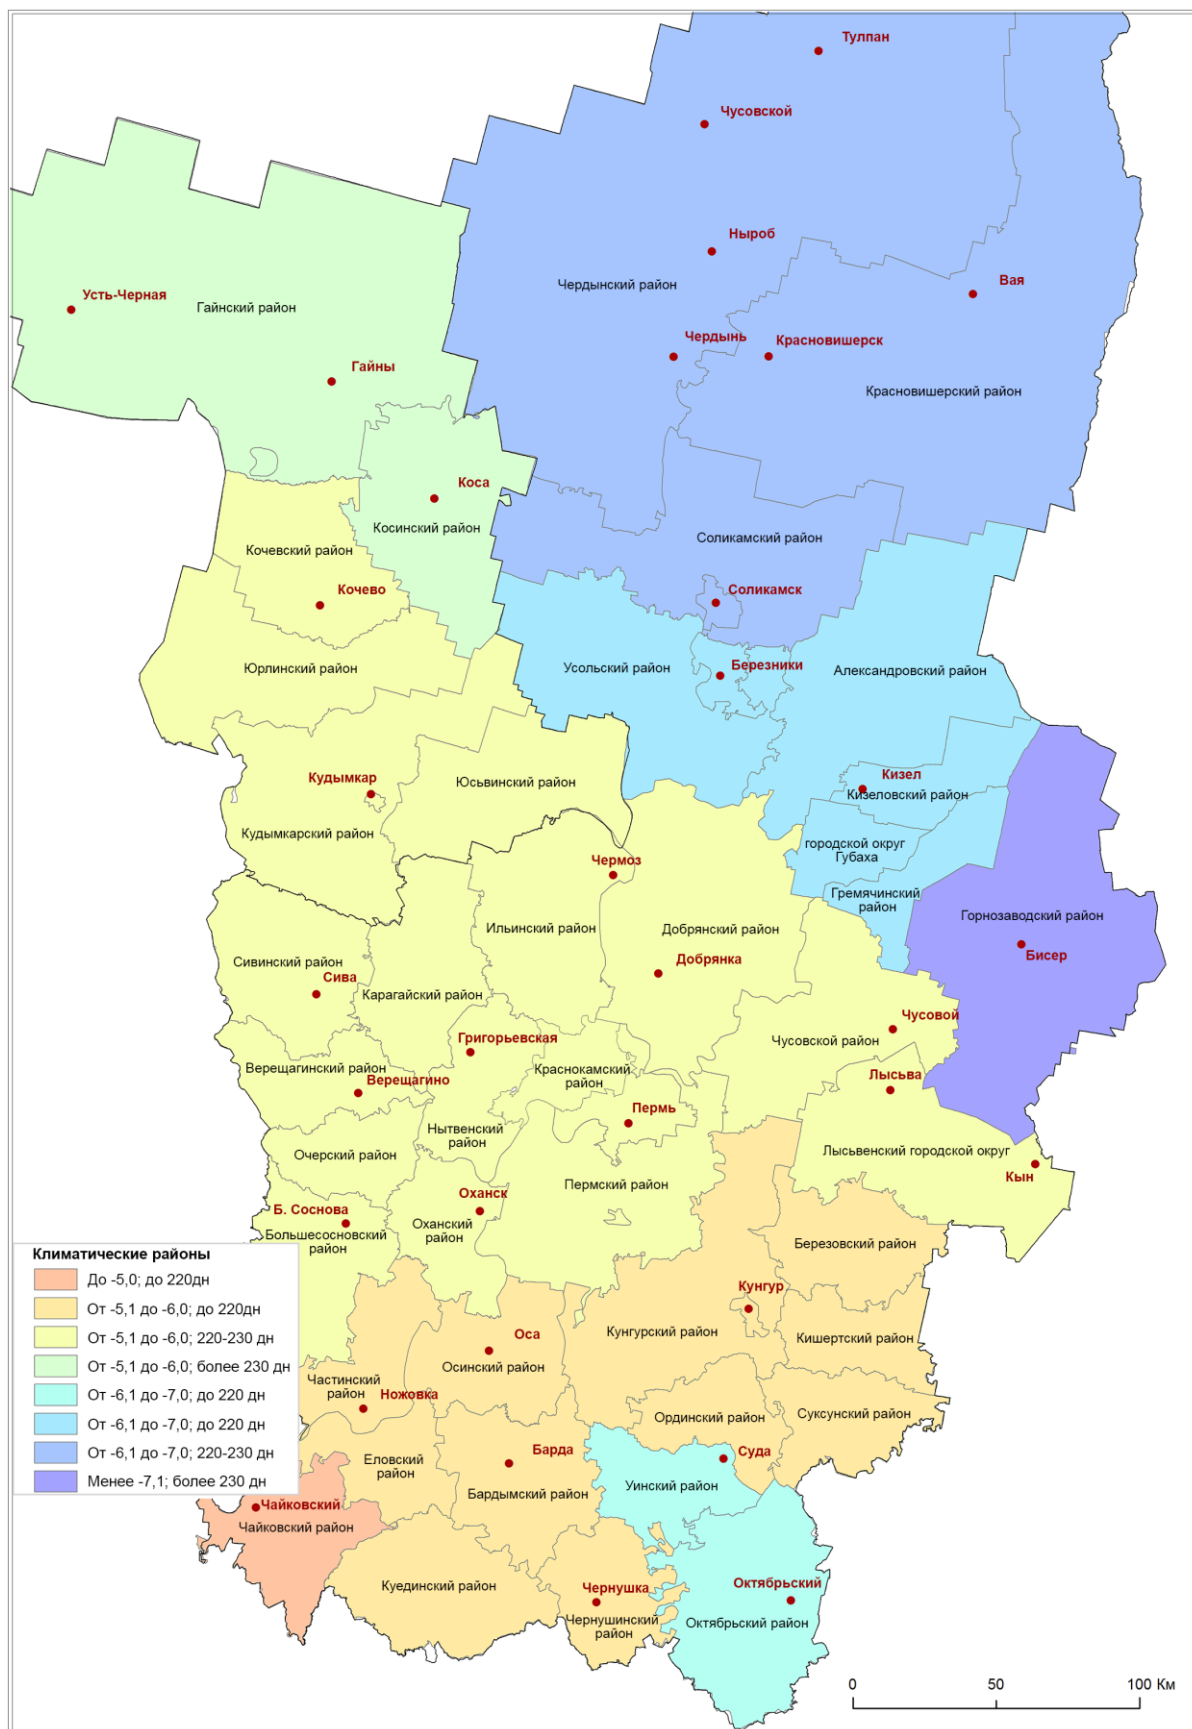 Тулпан
Чусовской
Ныроб
Вая
Чердынский район
Усть-Черная
Гайнский район
Чердынь
Красновишерск
Гайны
Красновишерский район
Коса
Косинский район
Соликамский район
Кочевский район
Кочево
Соликамск
Юрлинский район
Усольский район
Березники
Александровский район
Кудымкар
Юсьвинский район
Кизел
Кизеловский район
Кудымкарский район
городской округ
Губаха
Чермоз
Гремячинский
район
Горнозаводский район
Ильинский район
Добрянский район
Бисер
Сивинский район
Сива
Карагайский район
Добрянка
Чусовой
Чусовской район
Григорьевская
Верещагинский район
Краснокамский
район
Лысьва
Верещагино
Пермь
Нытвенский
район
Очерский район
Лысьвенский городской округ
Кын
Пермский район
Оханск
Оханский
район
Б. Соснова
Большесосновский
район
Березовский район
Климатические районы
До -5,0; до 220дн
От -5,1 до -6,0; до 220дн
От -5,1 до -6,0; 220-230 дн
От -5,1 до -6,0; более 230 дн
От -6,1 до -7,0; до 220 дн
От -6,1 до -7,0; до 220 дн
От -6,1 до -7,0; 220-230 дн
Менее -7,1; более 230 дн
Кунгур
Кунгурский район
Кишертский район
Оса
Осинский район
Частинский
район
Ножовка
Ординский район
Суксунский район
Барда
Суда
Еловский
район
Бардымский район
Уинский район
Чайковский
Чайковский район
Куединский район
Чернушка
Чернушинский
район
Октябрьский
Октябрьский район
0 50 100 Км